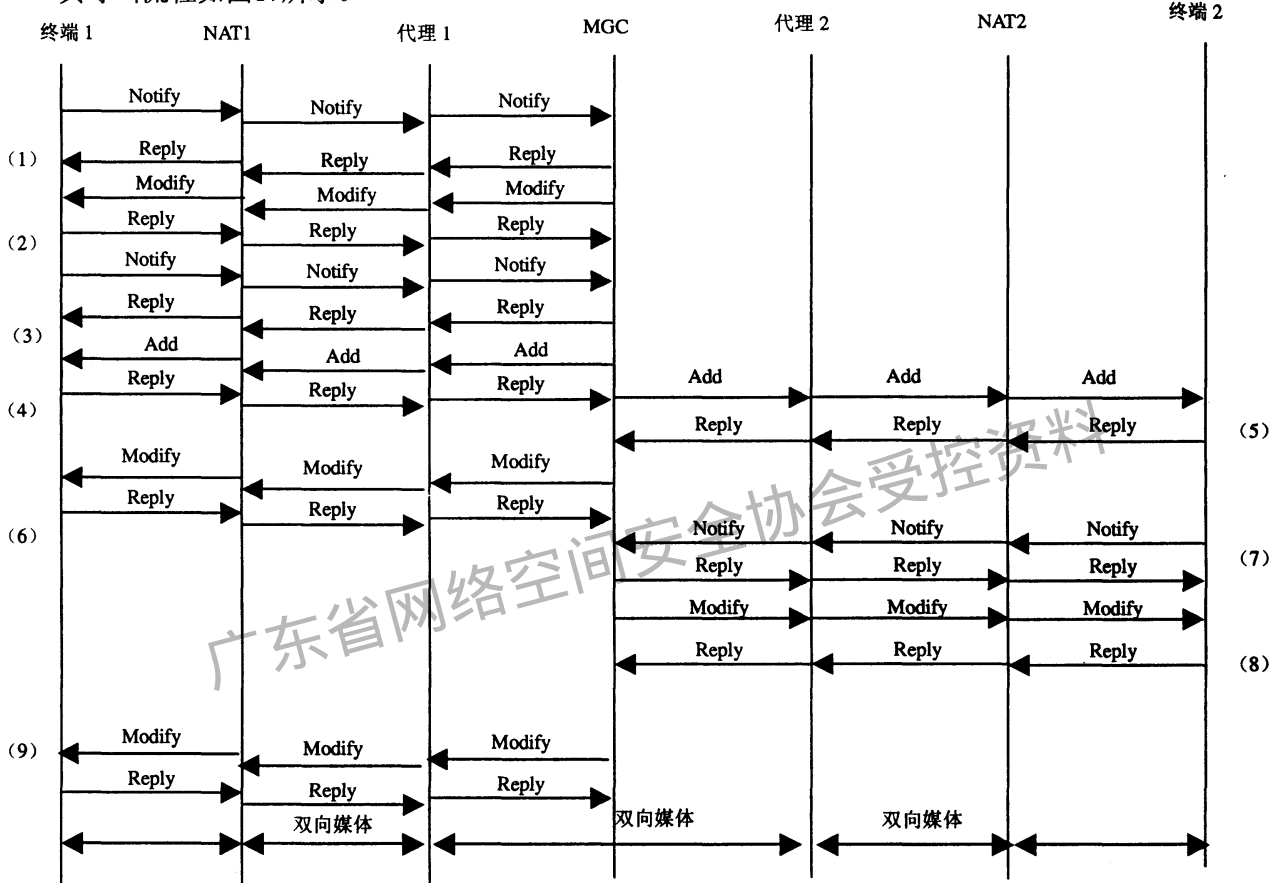 终端 1 NAT1 代理 1 MGC 代理 2 NAT2 终端 2
Notify Notify Notify
（1） Reply Reply Reply
Modify Modify Modify
（2） Reply Reply Reply
Notify Notify Notify
Reply Reply Reply
（3） Add Add Add
Reply Reply Reply Add Add Add
（4） Reply Reply Reply （5）
Modify Modify Modify
Reply Reply Reply
（6） Notify Notify Notify
Reply Reply Reply （7）
Modify Modify Modify
Reply Reply Reply （8）
（9） Modify Modify Modify
Reply Reply Reply
双向媒体 双向媒体 双向媒体
广东省网络空间安全协会受控资料